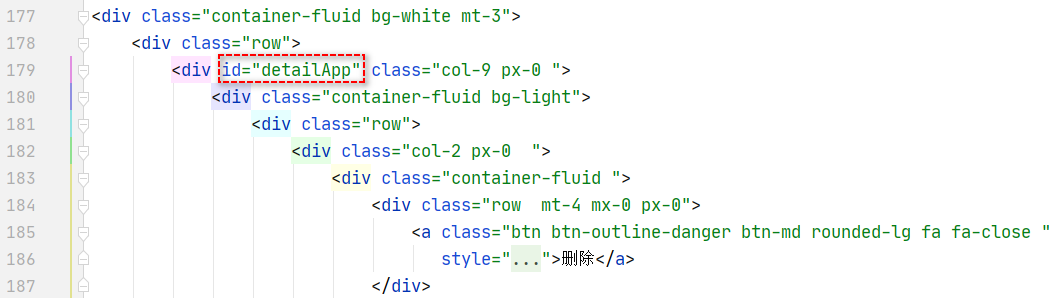 177 <div class="container-fluid bg-white mt-3">
178 <div class="row">
179 <div id="detailApp" class="col-9 px-0 ">
180 <div class="container-fluid bg-light">
181 <div class="row">
182 <div class="col-2 px-0  ">
183 <div class="container-fluid ">
184 <div class="row  mt-4 mx-0 px-0">
185 <a class="btn btn-outline-danger btn-md rounded-lg fa fa-close "
186 style="...">删除</a>
187 </div>